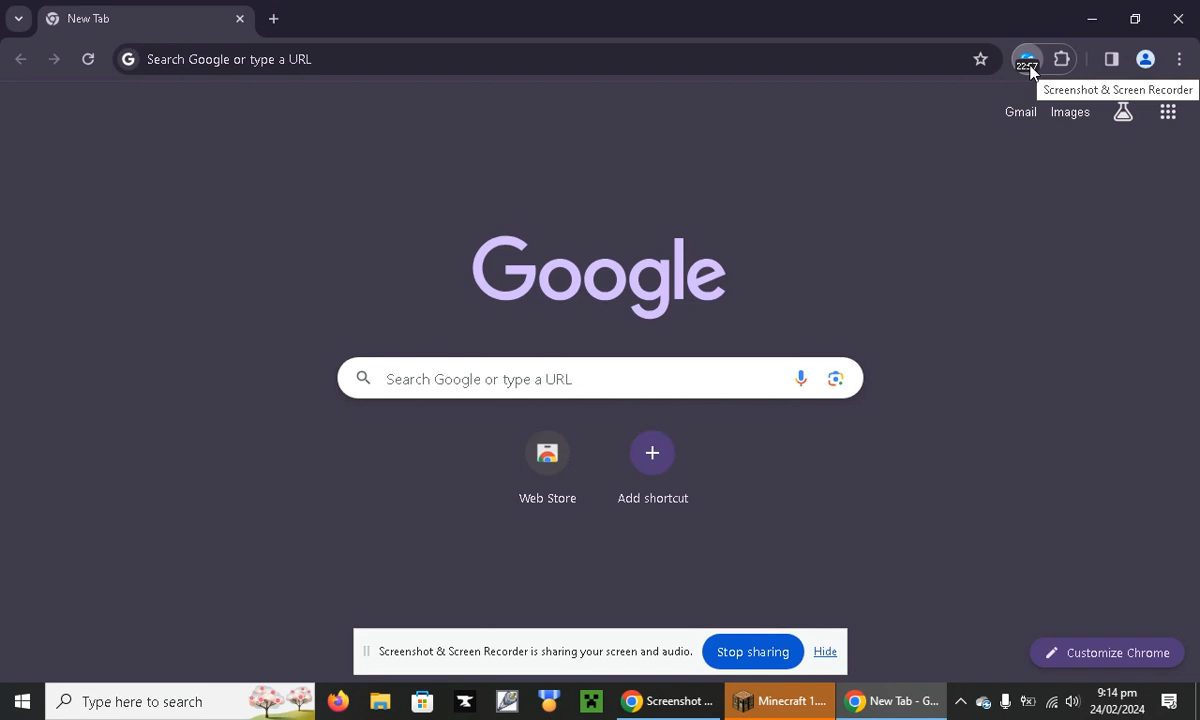 New Tab
Search Google or type a URL
22:57
Screenshot & Screen Recorder
Gmail Images
Google
Search Google or type a URL
Web Store Add shortcut
Screenshot & Screen Recorder is sharing your screen and audio. Stop sharing Hide
Customize Chrome
Type here to search
Screenshot ... Minecraft 1.... New Tab - G...
9:14 pm
24/02/2024